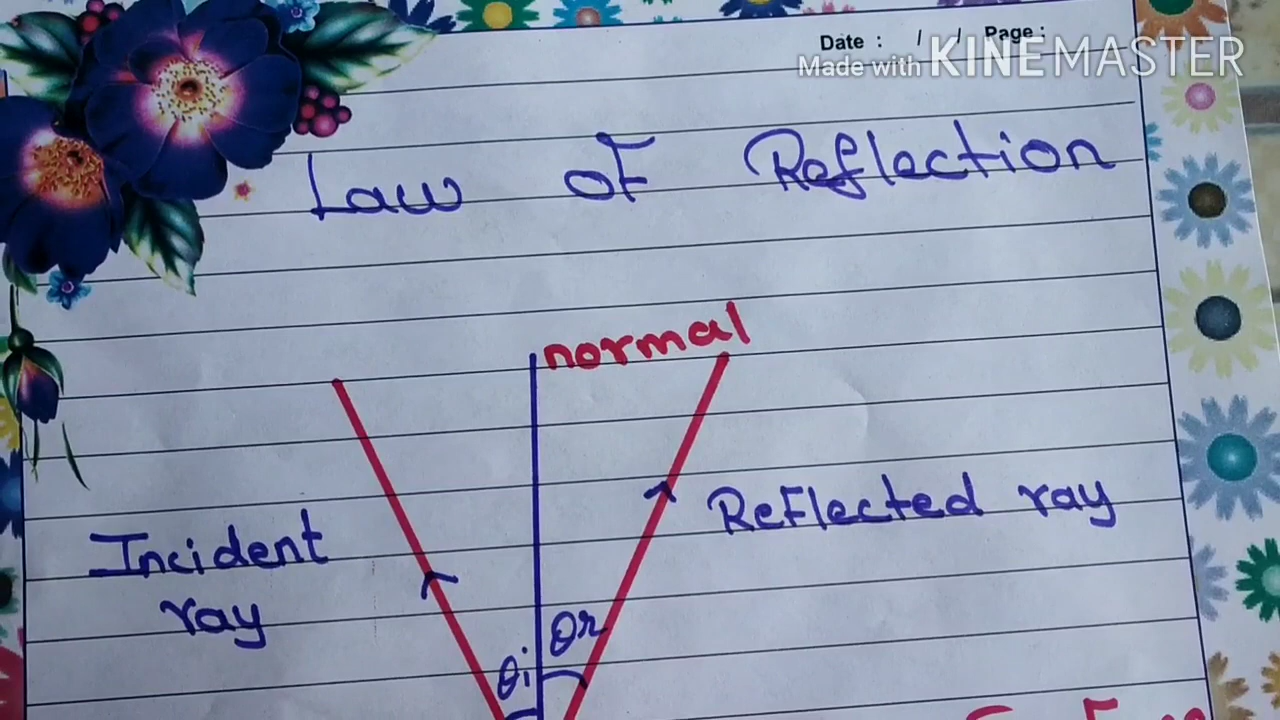 Date : / / Page :
Made with KINEMASTER
Law of Reflection
normal
Reflected ray
Incident
ray
θr
θi